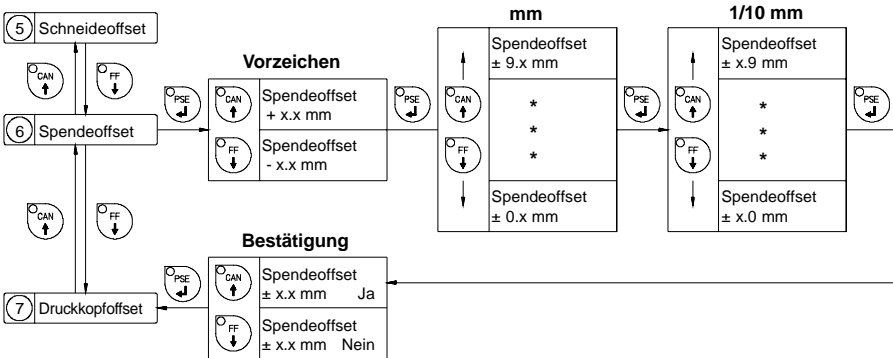 mm
1/10 mm
5 Schneideoffset
Spendeoffset
± 9.x mm
Spendeoffset
± x.9 mm
CAN
FF
Vorzeichen
PSE
CAN
Spendeoffset
+ x.x mm
PSE
CAN
*
*
*
PSE
CAN
*
*
*
PSE
6 Spendeoffset
FF
Spendeoffset
- x.x mm
FF
FF
Spendeoffset
± 0.x mm
Spendeoffset
± x.0 mm
CAN
FF
Bestätigung
PSE
CAN
Spendeoffset
± x.x mm Ja
7 Druckkopfoffset
FF
Spendeoffset
± x.x mm Nein